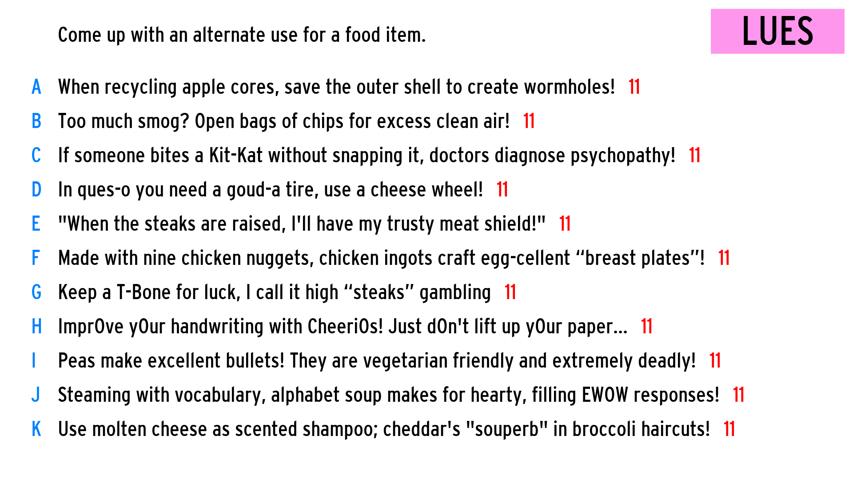 Come up with an alternate use for a food item.
LUES
A When recycling apple cores, save the outer shell to create wormholes! 11
B Too much smog? Open bags of chips for excess clean air! 11
C If someone bites a Kit-Kat without snapping it, doctors diagnose psychopathy! 11
D In ques-o you need a goud-a tire, use a cheese wheel! 11
E "When the steaks are raised, I'll have my trusty meat shield!" 11
F Made with nine chicken nuggets, chicken ingots craft egg-cellent “breast plates”! 11
G Keep a T-Bone for luck, I call it high “steaks” gambling 11
H Impr0ve y0ur handwriting with Cheeri0s! Just d0n't lift up y0ur paper... 11
I Peas make excellent bullets! They are vegetarian friendly and extremely deadly! 11
J Steaming with vocabulary, alphabet soup makes for hearty, filling EWOW responses! 11
K Use molten cheese as scented shampoo; cheddar's "souperb" in broccoli haircuts! 11